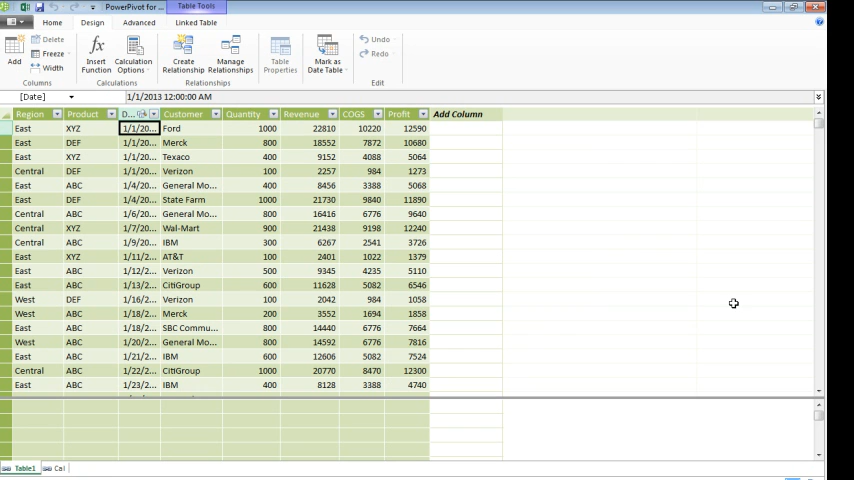 PowerPivot for ...
Table Tools
Home Design Advanced Linked Table
Add
Delete
Freeze
Width
Columns
Insert
Function
Calculation
Options
Calculations
Create
Relationship
Manage
Relationships
Relationships
Table
Properties
Mark as
Date Table
Undo
Redo
Edit
[Date] 1/1/2013 12:00:00 AM
Region Product D... Customer Quantity Revenue COGS Profit Add Column
East XYZ 1/1/20... Ford 1000 22810 10220 12590
East DEF 1/1/20... Merck 800 18552 7872 10680
East XYZ 1/1/20... Texaco 400 9152 4088 5064
Central DEF 1/1/20... Verizon 100 2257 984 1273
East ABC 1/4/20... General Mo... 400 8456 3388 5068
East DEF 1/4/20... State Farm 1000 21730 9840 11890
Central ABC 1/6/20... General Mo... 800 16416 6776 9640
Central XYZ 1/7/20... Wal-Mart 900 21438 9198 12240
Central ABC 1/9/20... IBM 300 6267 2541 3726
East XYZ 1/11/2... AT&T 100 2401 1022 1379
East ABC 1/12/2... Verizon 500 9345 4235 5110
East ABC 1/13/2... CitiGroup 600 11628 5082 6546
West DEF 1/16/2... Verizon 100 2042 984 1058
West ABC 1/18/2... Merck 200 3552 1694 1858
East ABC 1/18/2... SBC Commu... 800 14440 6776 7664
West ABC 1/20/2... General Mo... 800 14592 6776 7816
East ABC 1/21/2... IBM 600 12606 5082 7524
Central ABC 1/22/2... CitiGroup 1000 20770 8470 12300
East ABC 1/23/2... IBM 400 8128 3388 4740
Table1 Cal